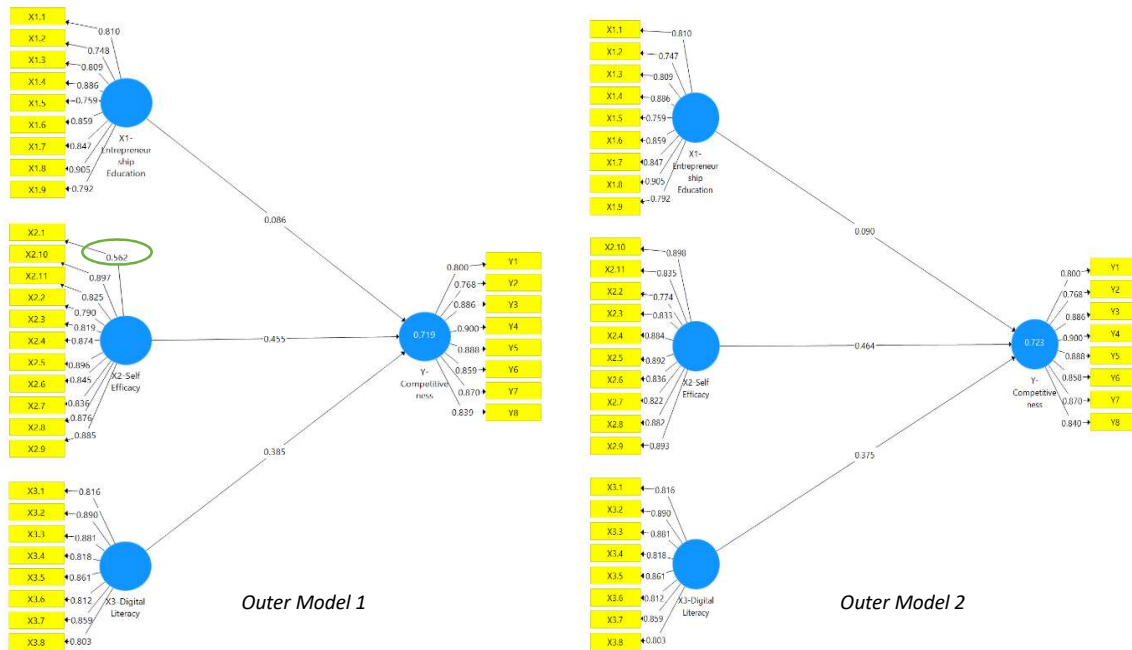 X1.1
X1.2
X1.3
X1.4
X1.5
X1.6
X1.7
X1.8
X1.9
0.810
0.748
0.809
0.886
0.759
0.859
0.847
0.905
0.792
X1-
Entrepreneur
ship
Education
0.086
X2.1
X2.10
X2.11
X2.2
X2.3
X2.4
X2.5
X2.6
X2.7
X2.8
X2.9
0.562
0.897
0.825
0.790
0.819
0.874
0.896
0.845
0.836
0.876
0.885
X2-Self
Efficacy
0.455
X3.1
X3.2
X3.3
X3.4
X3.5
X3.6
X3.7
X3.8
0.816
0.890
0.881
0.818
0.861
0.812
0.859
0.803
X3-Digital
Literacy
0.385
0.719
Y-
Competitive
ness
0.800
0.768
0.886
0.900
0.888
0.859
0.870
0.839
Y1
Y2
Y3
Y4
Y5
Y6
Y7
Y8
Outer Model 1
X1.1
X1.2
X1.3
X1.4
X1.5
X1.6
X1.7
X1.8
X1.9
0.810
0.747
0.809
0.886
0.759
0.859
0.847
0.905
0.792
X1-
Entrepreneur
ship
Education
0.090
X2.10
X2.11
X2.2
X2.3
X2.4
X2.5
X2.6
X2.7
X2.8
X2.9
0.898
0.835
0.774
0.833
0.884
0.892
0.836
0.822
0.882
0.893
X2-Self
Efficacy
0.464
X3.1
X3.2
X3.3
X3.4
X3.5
X3.6
X3.7
X3.8
0.816
0.890
0.881
0.818
0.861
0.812
0.859
0.803
X3-Digital
Literacy
0.375
0.723
Y-
Competitive
ness
0.800
0.768
0.886
0.900
0.888
0.858
0.870
0.840
Y1
Y2
Y3
Y4
Y5
Y6
Y7
Y8
Outer Model 2